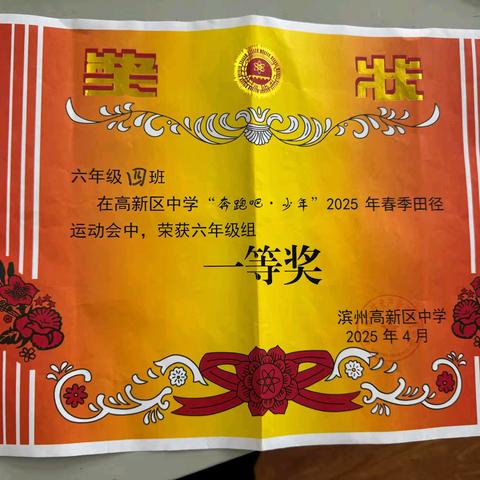 奖状
六年级四班
在高新区中学“奔跑吧·少年”2025年春季田径
运动会中，荣获六年级组
一等奖
滨州高新区中学
2025年4月